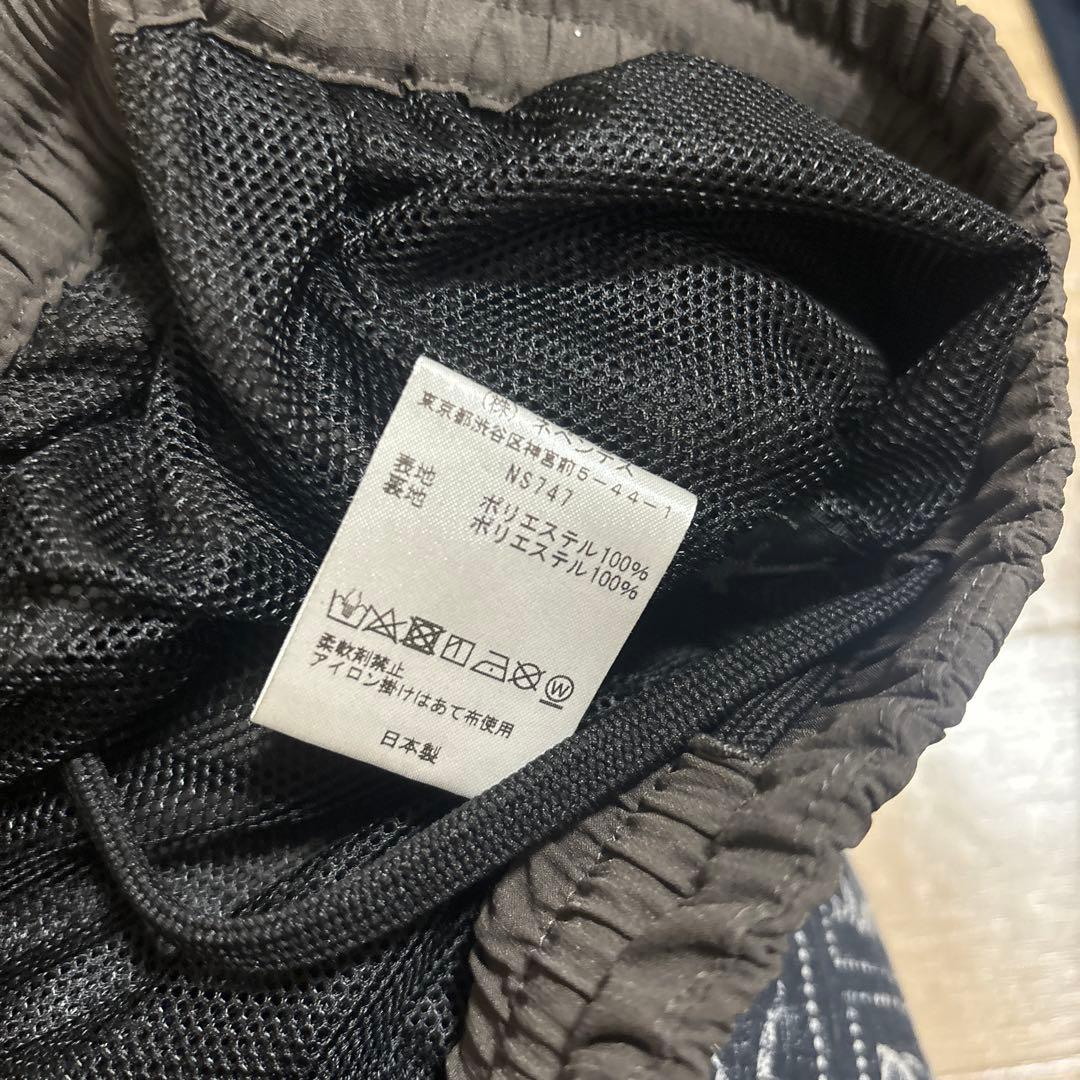 (株)ネペンテス
東京都渋谷区神宮前5-44-1
NS747
表地 ポリエステル100%
裏地 ポリエステル100%
柔軟剤禁止
アイロン掛けはあて布使用
日本製
W